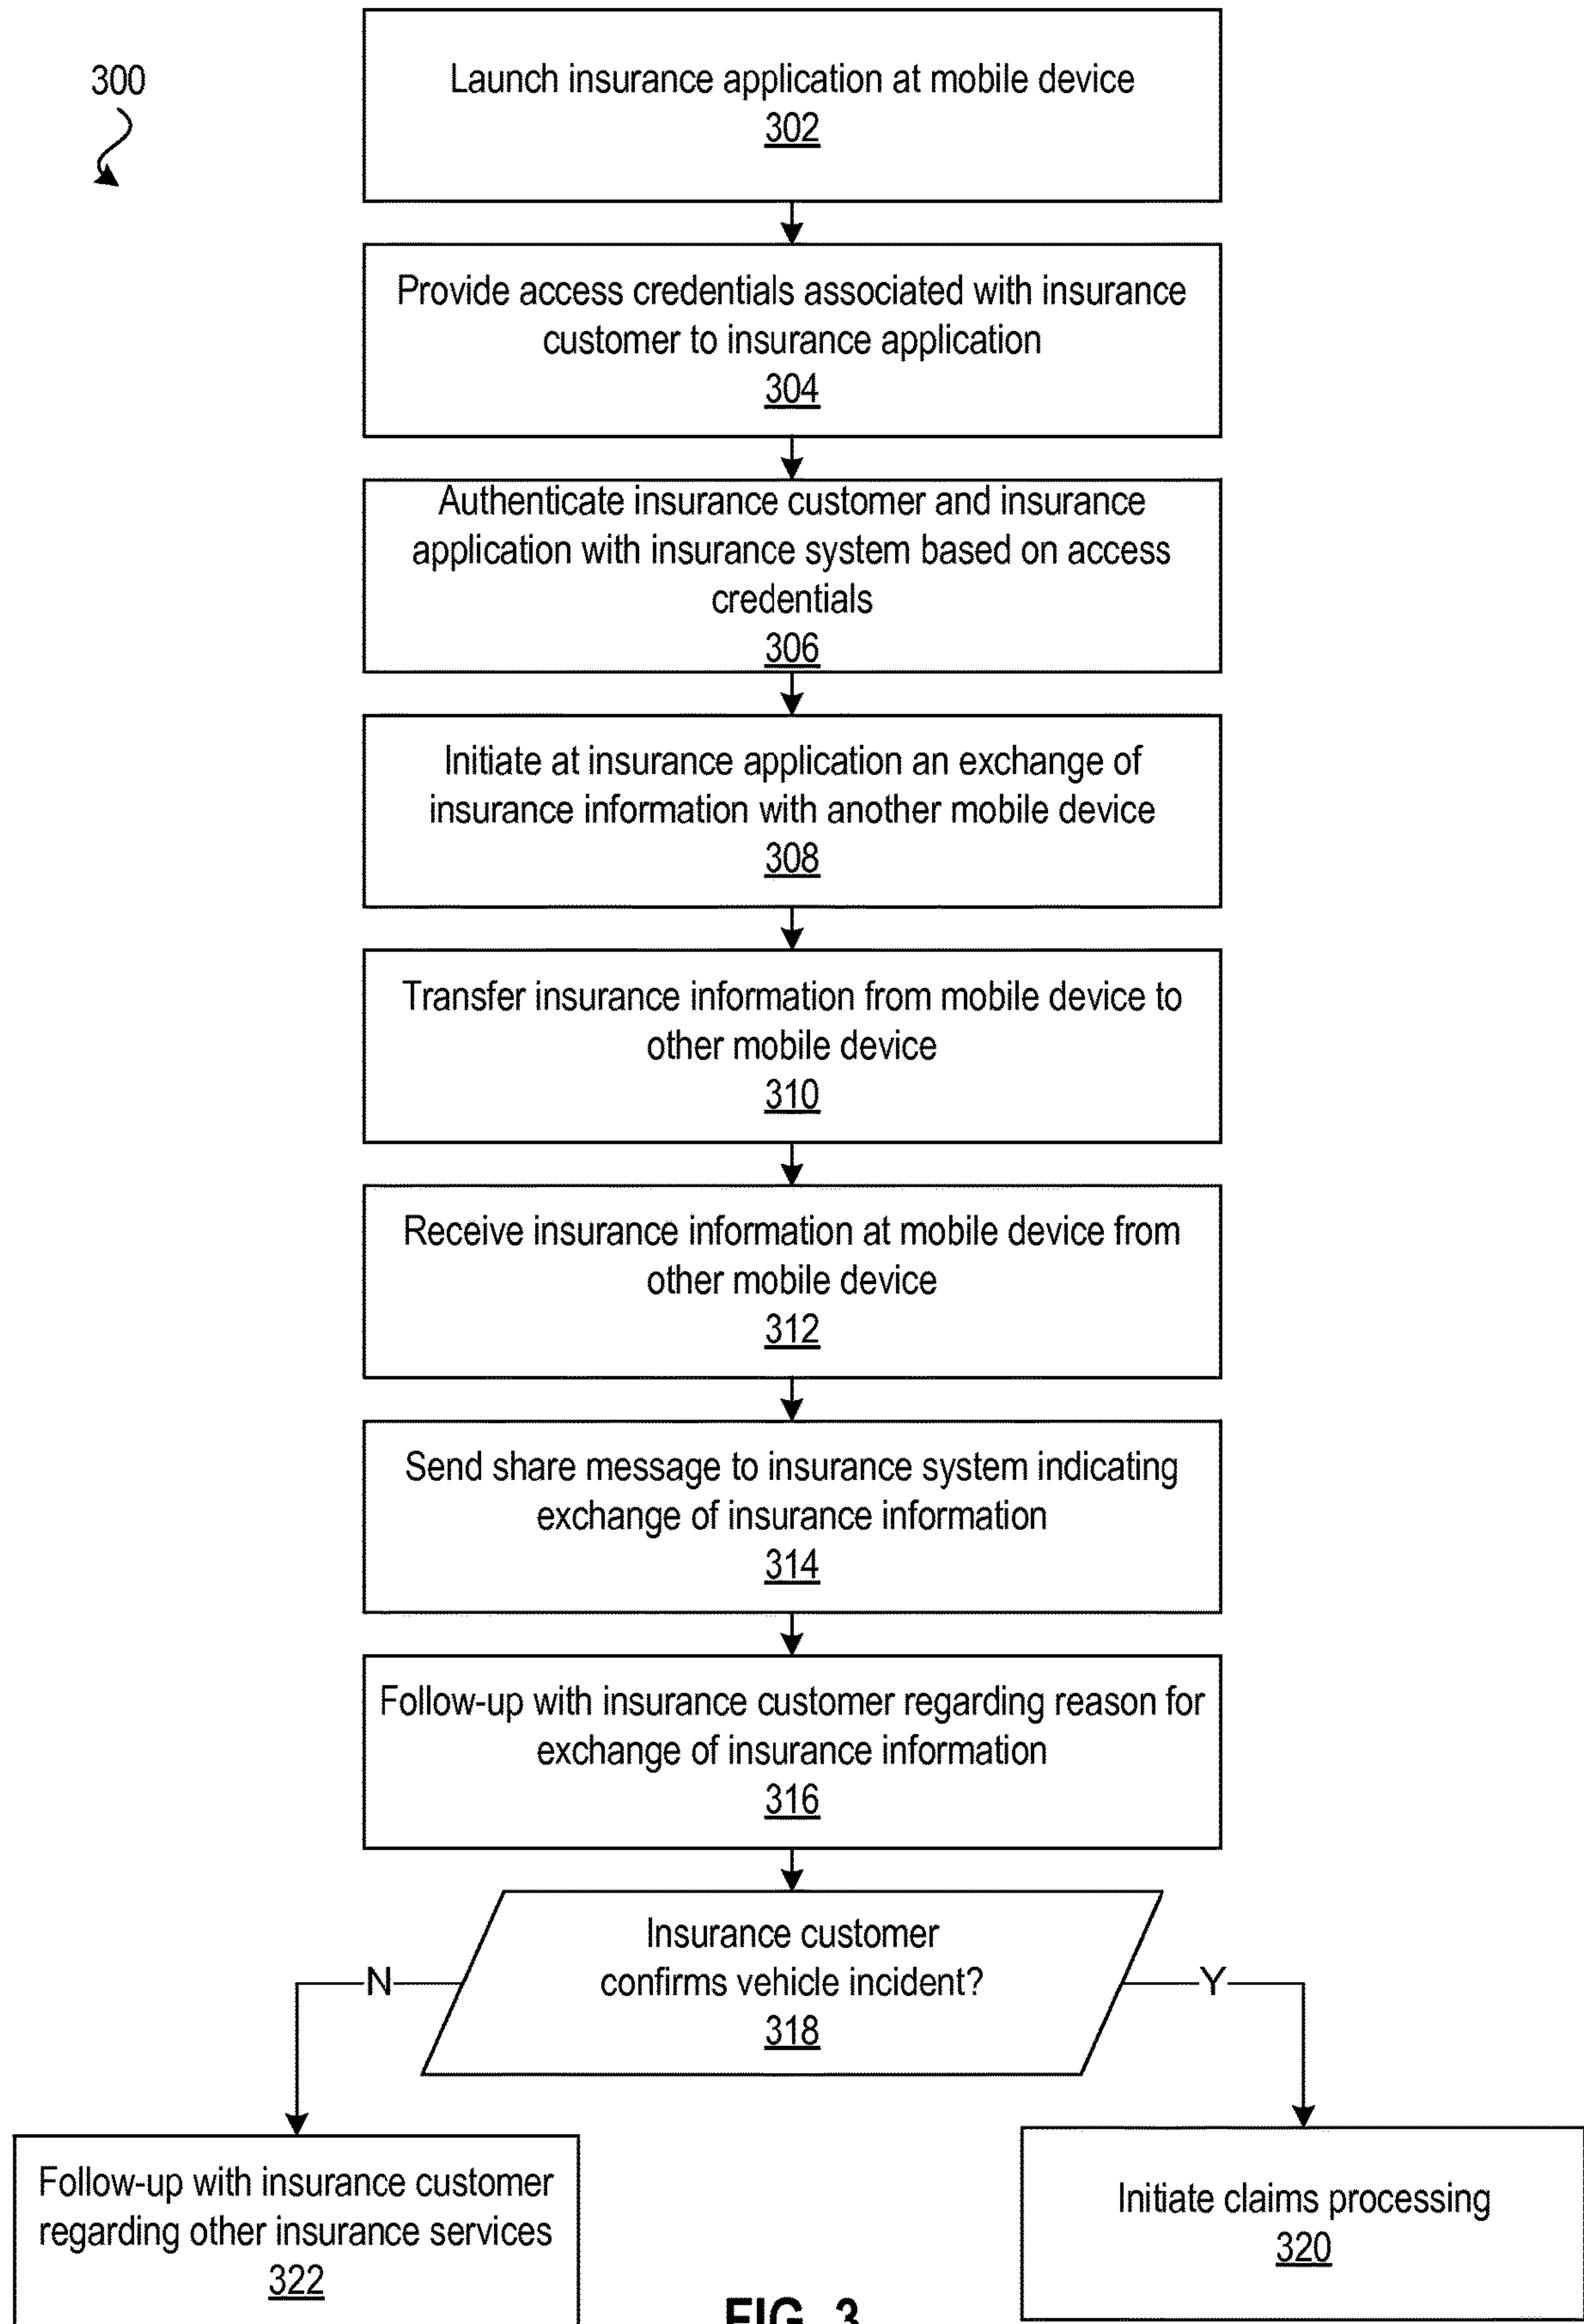 300
Launch insurance application at mobile device
302
Provide access credentials associated with insurance
customer to insurance application
304
Authenticate insurance customer and insurance
application with insurance system based on access
credentials
306
Initiate at insurance application an exchange of
insurance information with another mobile device
308
Transfer insurance information from mobile device to
other mobile device
310
Receive insurance information at mobile device from
other mobile device
312
Send share message to insurance system indicating
exchange of insurance information
314
Follow-up with insurance customer regarding reason for
exchange of insurance information
316
Insurance customer
confirms vehicle incident?
318
N
Y
Follow-up with insurance customer
regarding other insurance services
322
Initiate claims processing
320
FIG. 3